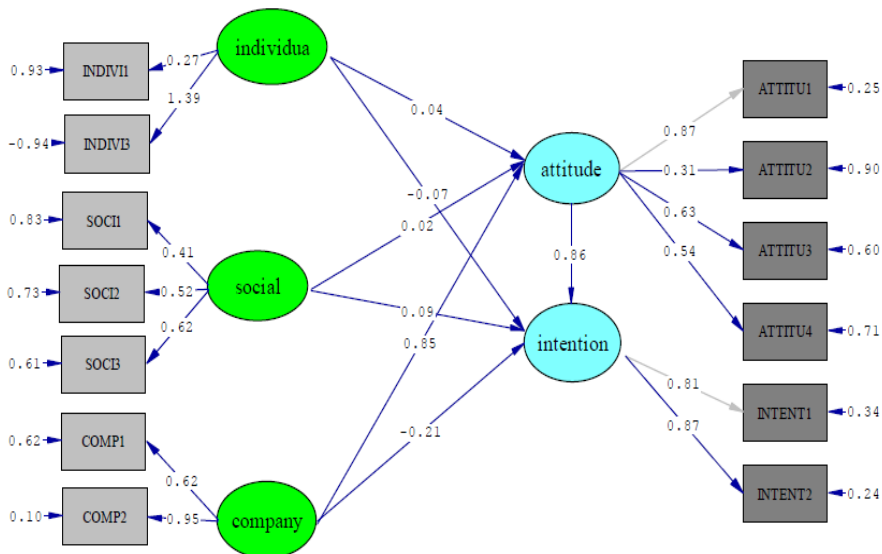 individua
0.93
INDIVI1
0.27
1.39
-0.94
INDIVI3
0.04
ATTITU1
0.25
0.87
attitude
0.31
ATTITU2
0.90
-0.07
0.02
0.63
0.83
SOCI1
0.41
0.54
ATTITU3
0.60
0.86
0.73
SOCI2
0.52
social
0.09
0.62
0.85
intention
ATTITU4
0.71
0.61
SOCI3
0.81
INTENT1
0.34
0.87
-0.21
0.62
COMP1
0.62
0.10
COMP2
0.95
company
INTENT2
0.24